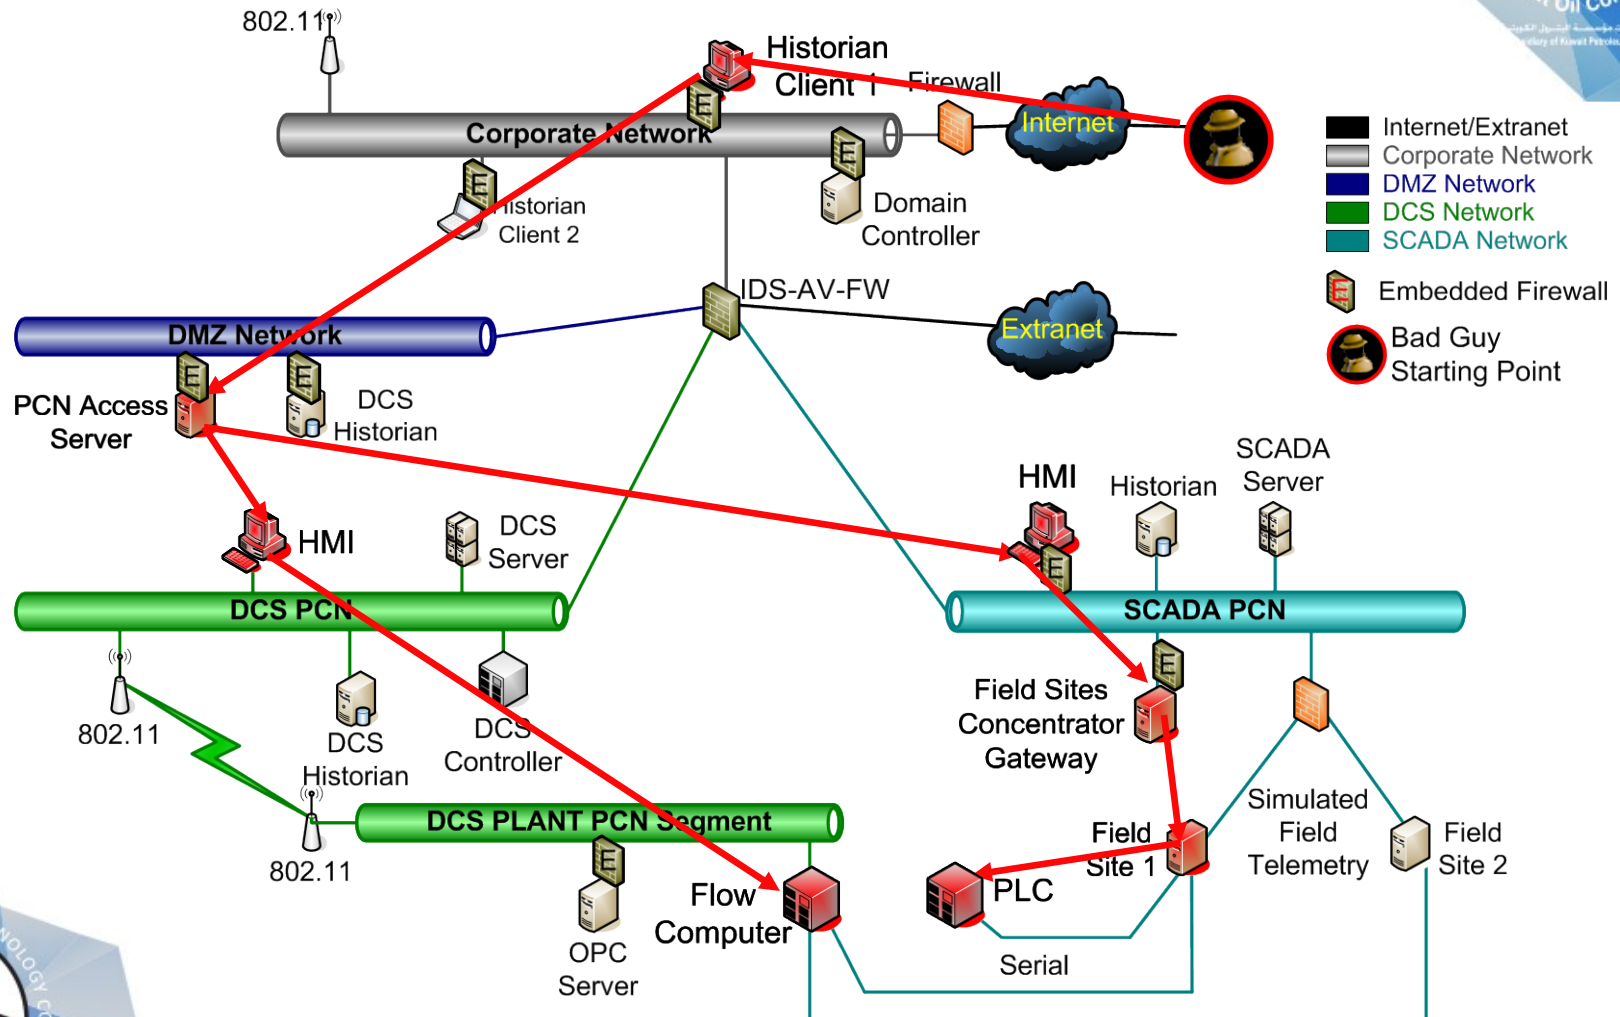 802.11
Historian
Client 1
Firewall
Internet
Corporate Network
E
E
E
Historian
Client 2
Domain
Controller
IDS-AV-FW
Extranet
Internet/Extranet
Corporate Network
DMZ Network
DCS Network
SCADA Network
E
Embedded Firewall
Bad Guy
Starting Point
DMZ Network
E
E
PCN Access
Server
DCS
Historian
HMI
DCS
Server
HMI
E
Historian
SCADA
Server
DCS PCN
SCADA PCN
802.11
DCS
Historian
DCS
Controller
E
Field Sites
Concentrator
Gateway
802.11
DCS PLANT PCN Segment
E
OPC
Server
Flow
Computer
PLC
Serial
Field
Site 1
Simulated
Field
Telemetry
Field
Site 2